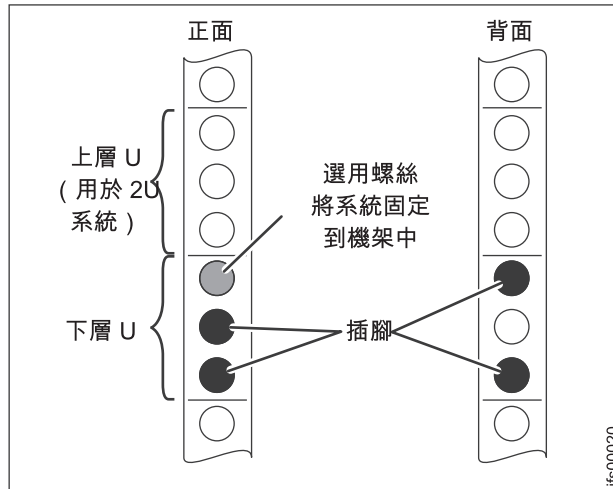 正面
背面
上層 U
（用於 2U
系統）
選用螺絲
將系統固定
到機架中
下層 U
插腳
ifs00020